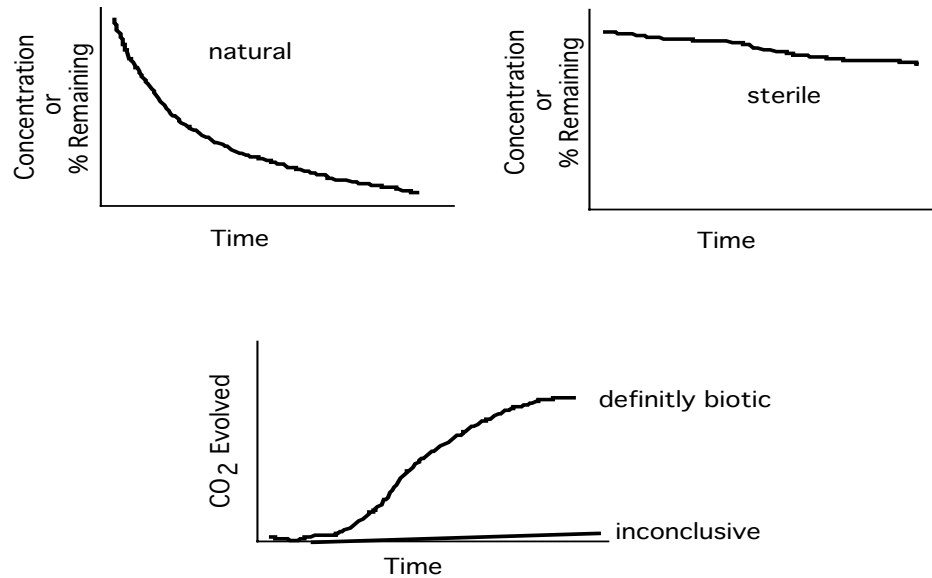 Concentration
or
% Remaining
natural
Time
Concentration
or
% Remaining
sterile
Time
CO2 Evolved
definitly biotic
inconclusive
Time